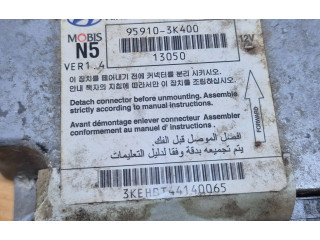 MOBIS
N5
VER1.4
95910-3K400
13050
12V
이 장치를 떼어내기 전에 커넥터를 분리 시키시오.
안내 책자의 지침에 따라서만 이 장치를 조립하십시오
Detach connector before unmounting. Assemble
strictly according to manual instructions.
Avant démontage enlever connecteur Assembler
conformement au manuel d' instructions.
FORWARD
افصل الموصل قبل الفك.
يتم تجميعه بدقة وفقا لدليل التعليمات
3KEHDT44140065